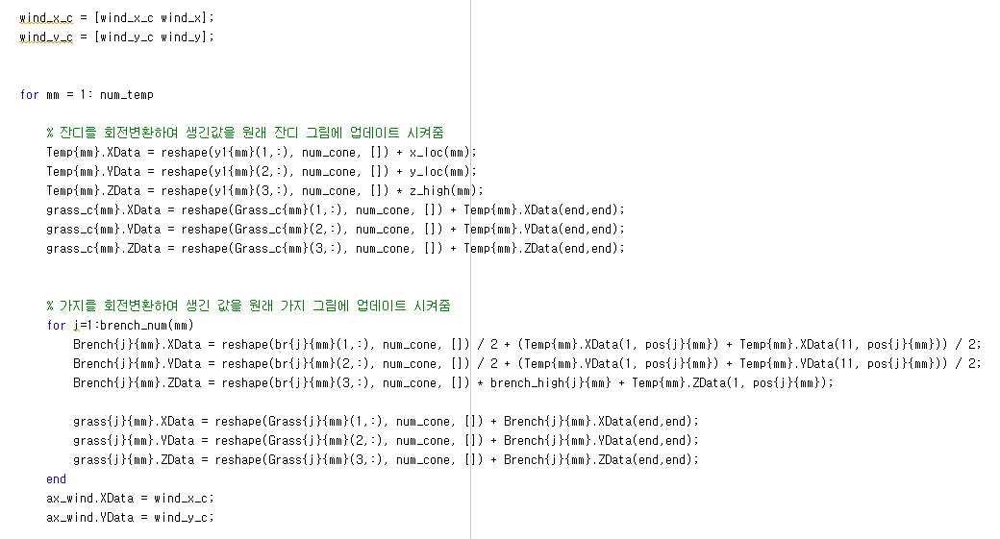 wind_x_c = [wind_x_c wind_x];
wind_y_c = [wind_y_c wind_y];
for mm = 1: num_temp
% 잔디를 회전변환하여 생긴값을 원래 잔디 그림에 업데이트 시켜줌
Temp{mm}.XData = reshape(y1{mm}(1,:), num_cone, []) + x_loc(mm);
Temp{mm}.YData = reshape(y1{mm}(2,:), num_cone, []) + y_loc(mm);
Temp{mm}.ZData = reshape(y1{mm}(3,:), num_cone, []) * z_high(mm);
grass_c{mm}.XData = reshape(Grass_c{mm}(1,:), num_cone, []) + Temp{mm}.XData(end,end);
grass_c{mm}.YData = reshape(Grass_c{mm}(2,:), num_cone, []) + Temp{mm}.YData(end,end);
grass_c{mm}.ZData = reshape(Grass_c{mm}(3,:), num_cone, []) + Temp{mm}.ZData(end,end);
% 가지를 회전변환하여 생긴 값을 원래 가지 그림에 업데이트 시켜줌
for j=1:brench_num(mm)
Brench{j}{mm}.XData = reshape(br{j}{mm}(1,:), num_cone, []) / 2 + (Temp{mm}.XData(1, pos{j}{mm}) + Temp{mm}.XData(11, pos{j}{mm})) / 2;
Brench{j}{mm}.YData = reshape(br{j}{mm}(2,:), num_cone, []) / 2 + (Temp{mm}.YData(1, pos{j}{mm}) + Temp{mm}.YData(11, pos{j}{mm})) / 2;
Brench{j}{mm}.ZData = reshape(br{j}{mm}(3,:), num_cone, []) * brench_high{j}{mm} + Temp{mm}.ZData(1, pos{j}{mm});
grass{j}{mm}.XData = reshape(Grass{j}{mm}(1,:), num_cone, []) + Brench{j}{mm}.XData(end,end);
grass{j}{mm}.YData = reshape(Grass{j}{mm}(2,:), num_cone, []) + Brench{j}{mm}.YData(end,end);
grass{j}{mm}.ZData = reshape(Grass{j}{mm}(3,:), num_cone, []) + Brench{j}{mm}.ZData(end,end);
end
ax_wind.XData = wind_x_c;
ax_wind.YData = wind_y_c;